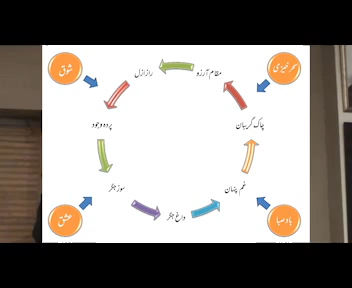 شوق
سحر خیزی
راز ازل
مقام آرزو
پردہ وجود
چاک گریبان
سوز جگر
غم پنہاں
داغ جگر
عشق
باد صبا